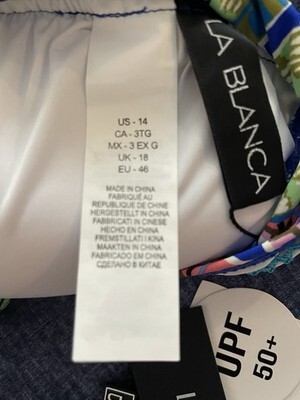 US - 14
CA - 3TG
MX - 3 EX G
UK - 18
EU - 46
MADE IN CHINA
FABRIQUÉ AU
REPUBLIQUE DE CHINE
HERGESTELLT IN CHINA
FABBRICATI IN CINESE
HECHO EN CHINA
FREMSTILLATI I KINA
MAAKTEN IN CHINA
FABRICADO EM CHINA
СДЕЛАНО В КИТАЕ
LA BLANCA
UPF
50+